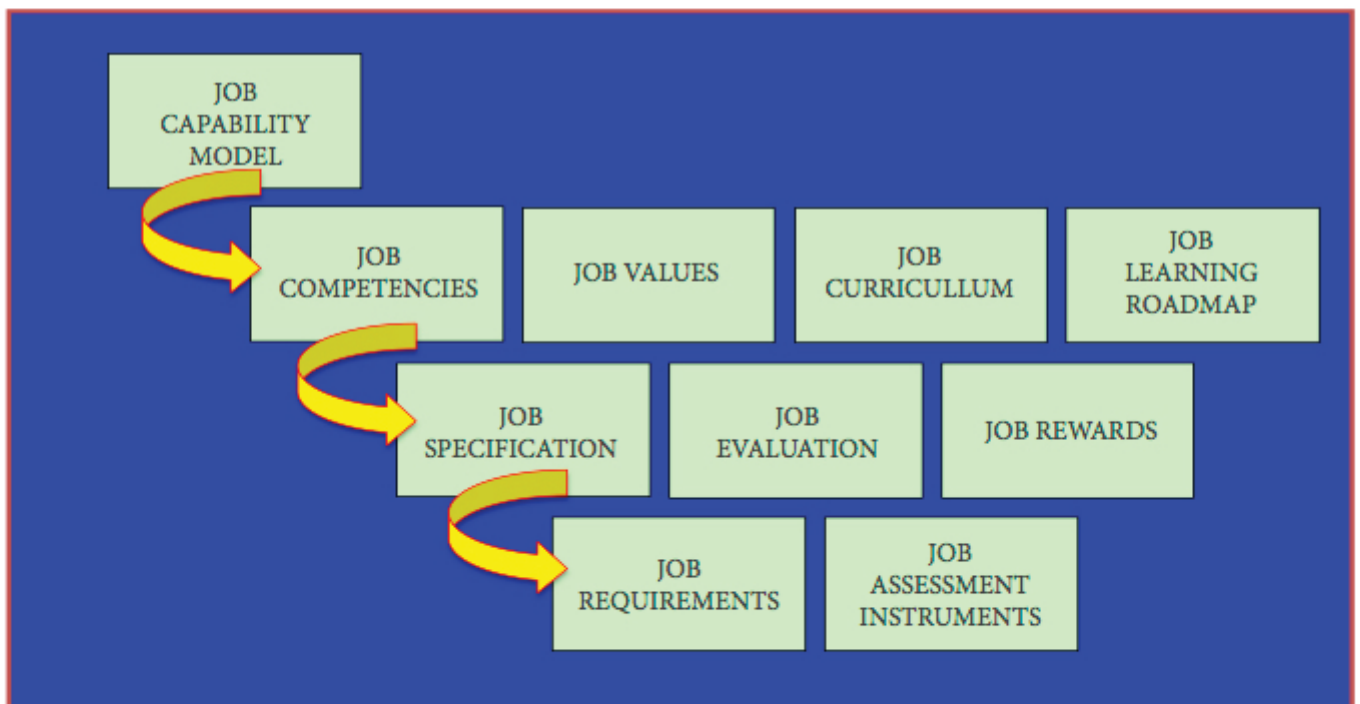 JOB
CAPABILITY
MODEL
JOB
COMPETENCIES
JOB VALUES
JOB
CURRICULLUM
JOB
LEARNING
ROADMAP
JOB
SPECIFICATION
JOB
EVALUATION
JOB REWARDS
JOB
REQUIREMENTS
JOB
ASSESSMENT
INSTRUMENTS